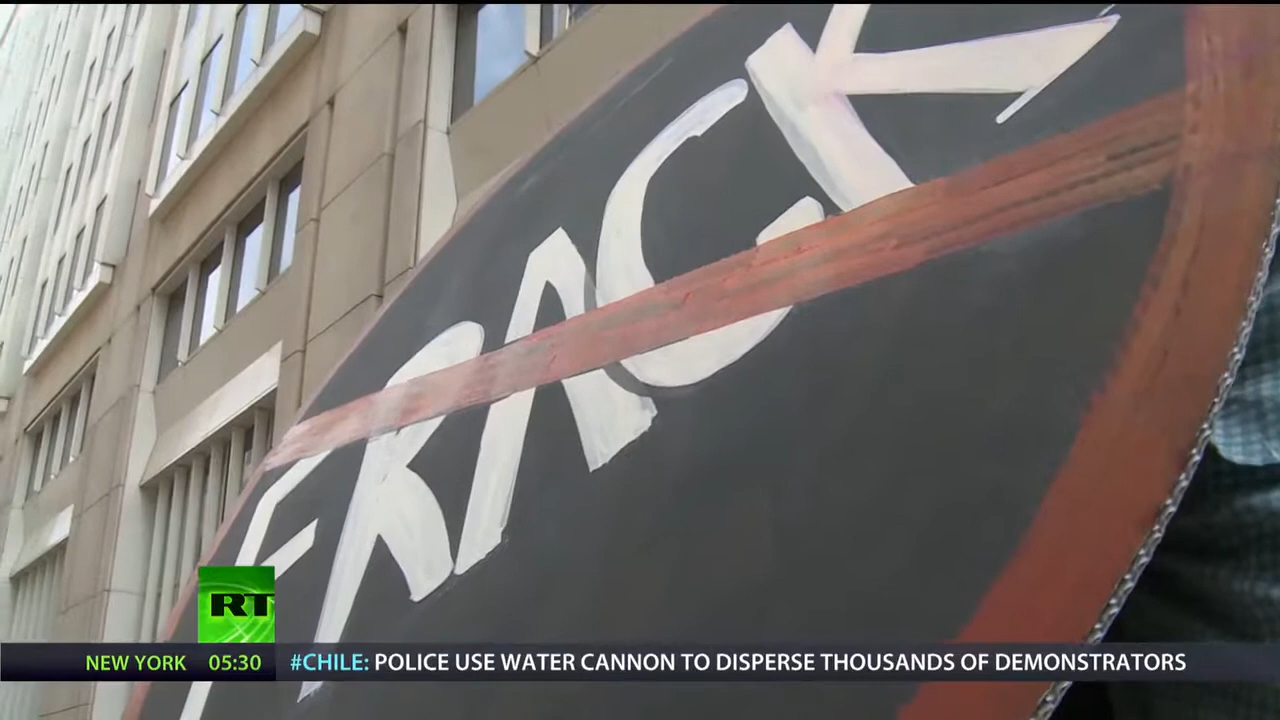 FRACK
RT
NEW YORK 05:30 #CHILE: POLICE USE WATER CANNON TO DISPERSE THOUSANDS OF DEMONSTRATORS